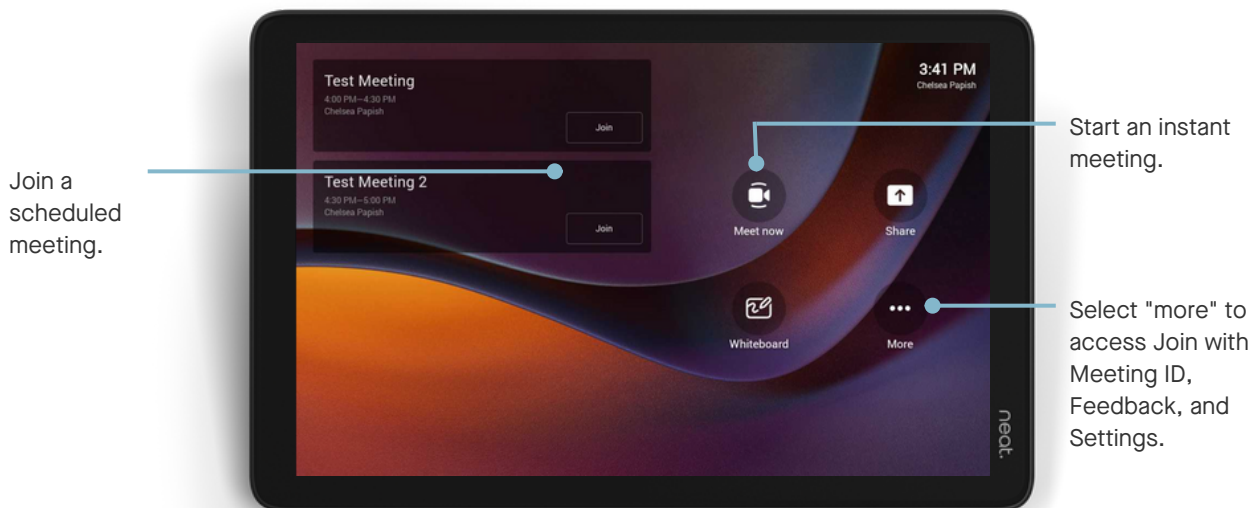 Join a
scheduled
meeting.
Test Meeting
4:00 PM—4:30 PM
Chelsea Papish
Join
Test Meeting 2
4:30 PM—5:00 PM
Chelsea Papish
Join
3:41 PM
Chelsea Papish
Meet now
Share
Whiteboard
More
neat.
Start an instant
meeting.
Select "more" to
access Join with
Meeting ID,
Feedback, and
Settings.